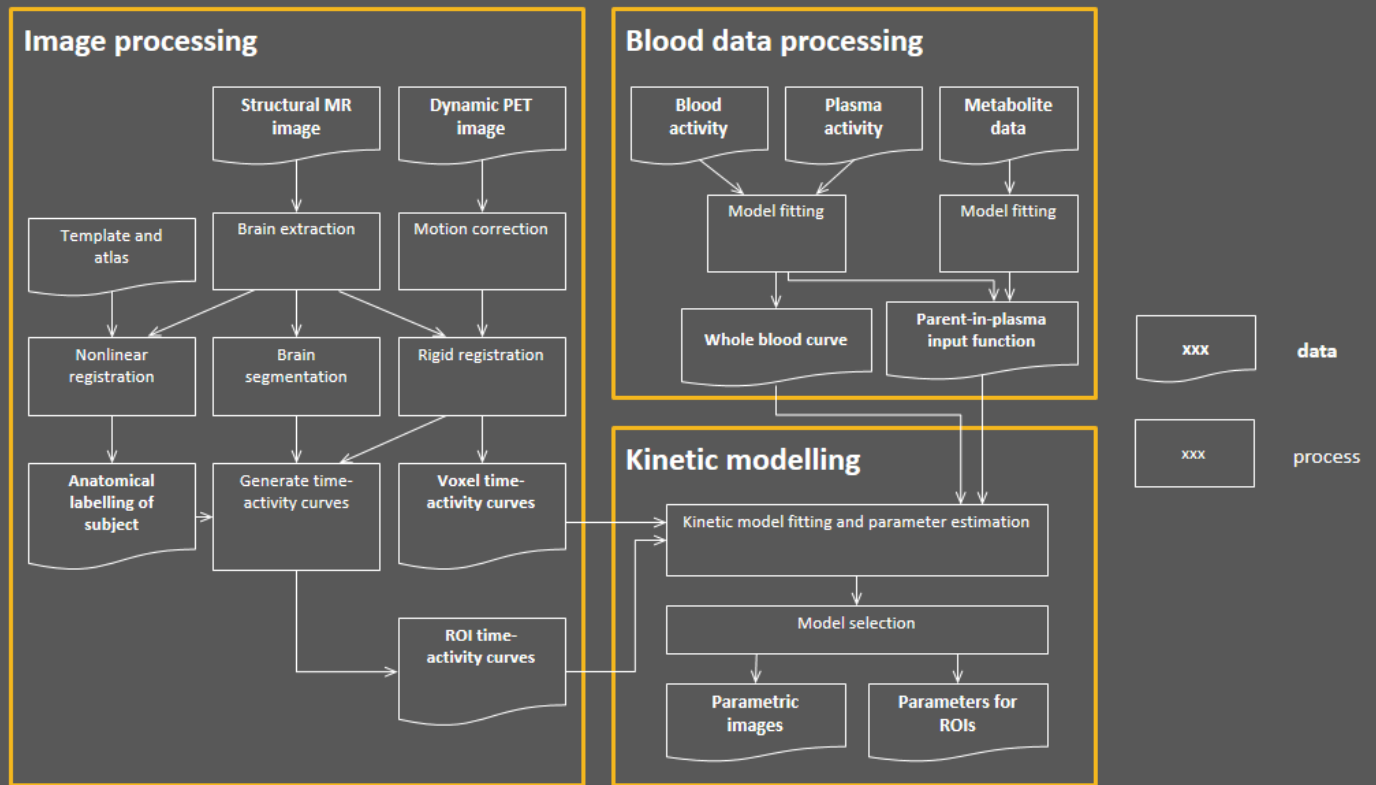 Image processing
Structural MR
image
Dynamic PET
image
Template and
atlas
Brain extraction
Motion correction
Nonlinear
registration
Brain
segmentation
Rigid registration
Anatomical
labelling of
subject
Generate time-
activity curves
Voxel time-
activity curves
ROI time-
activity curves
Blood data processing
Blood
activity
Plasma
activity
Metabolite
data
Model fitting
Model fitting
Whole blood curve
Parent-in-plasma
input function
Kinetic modelling
Kinetic model fitting and parameter estimation
Model selection
Parametric
images
Parameters for
ROIs
xxx
data
xxx
process